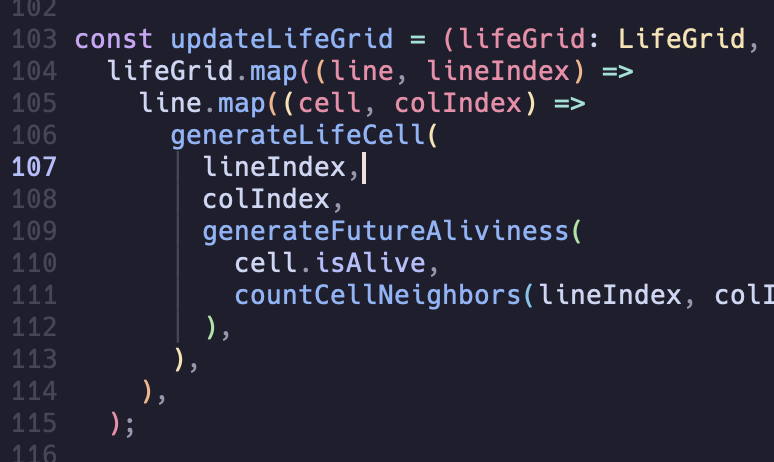 102
103 const updateLifeGrid = (lifeGrid: LifeGrid,
104 lifeGrid.map((line, lineIndex) =>
105 line.map((cell, colIndex) =>
106 generateLifeCell(
107 lineIndex,
108 colIndex,
109 generateFutureAliviness(
110 cell.isAlive,
111 countCellNeighbors(lineIndex, colI
112 ),
113 ),
114 ),
115 );
116